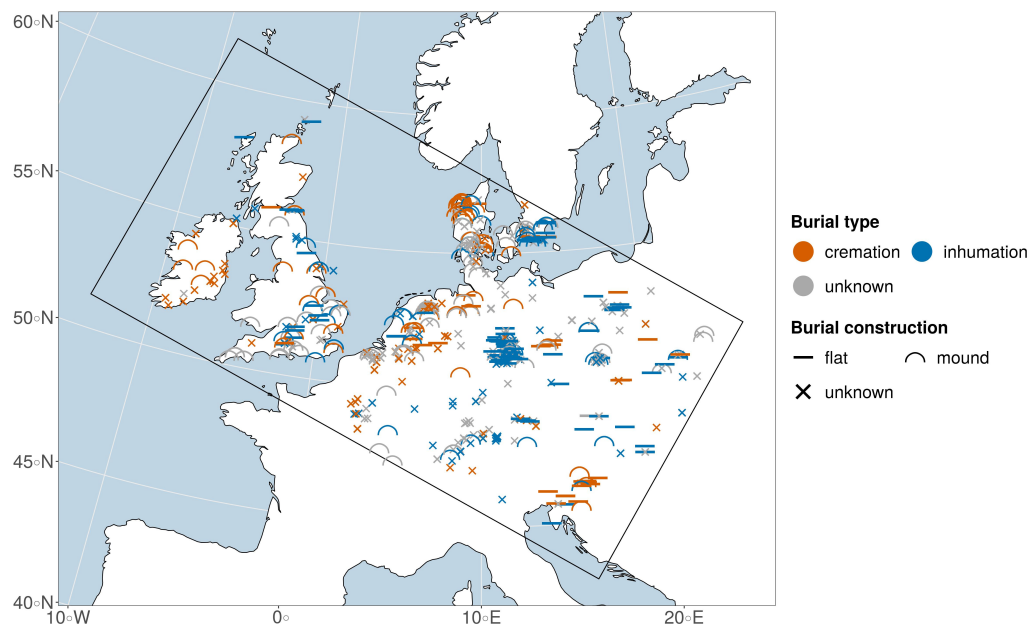 60◦N
55◦N
50◦N
45◦N
40◦N
10◦W
0◦
10◦E
20◦E
Burial type
cremation
inhumation
unknown
Burial construction
flat
mound
unknown